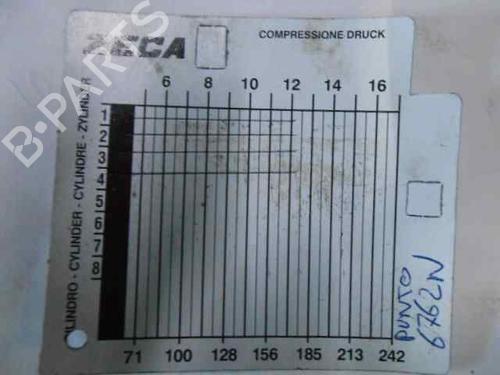 ZECA
COMPRESSIONE DRUCK
6 8 10 12 14 16
CILINDRO - CYLINDER - CYLINDRE - ZYLINDER
1
2
3
4
5
6
7
8
71 100 128 156 185 213 242
PUNTO
6762N
B-PARTS